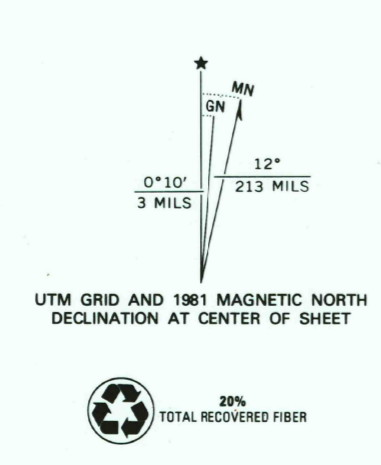 ★
MN
GN
0°10'
3 MILS
12°
213 MILS
UTM GRID AND 1981 MAGNETIC NORTH
DECLINATION AT CENTER OF SHEET
20%
TOTAL RECOVERED FIBER